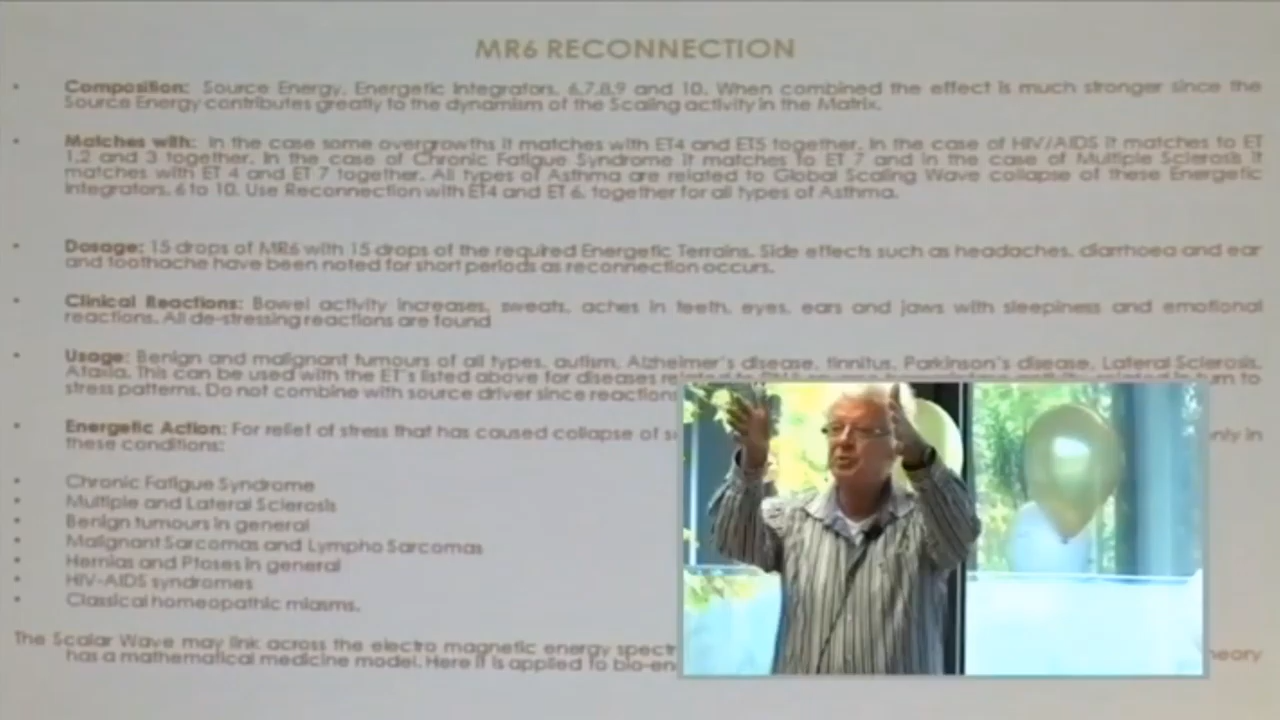 MR6 RECONNECTION
• Composition: Source Energy, Energetic Integrators, 6,7,8,9 and 10. When combined the effect is much stronger since the
Source Energy contributes greatly to the dynamism of the Scaling activity in the Matrix.
• Matches with: In the case some overgrowths it matches with ET4 and ET5 together. In the case of HIV/AIDS it matches to ET
1,2 and 3 together. In the case of Chronic Fatigue Syndrome it matches to ET 7 and in the case of Multiple Sclerosis it
matches with ET 4 and ET 7 together. All types of Asthma are related to Global Scaling Wave collapse of these Energetic
Integrators, 6 to 10. Use Reconnection with ET4 and ET 6, together for all types of Asthma.
• Dosage: 15 drops of MR6 with 15 drops of the required Energetic Terrains. Side effects such as headaches, diarrhoea and ear
and toothache have been noted for short periods as reconnection occurs.
• Clinical Reactions: Bowel activity increases, sweats, aches in teeth, eyes, ears and jaws with sleepiness and emotional
reactions. All de-stressing reactions are found
• Usage: Benign and malignant tumours of all types, autism, Alzheimer's disease, tinnitus, Parkinson's disease, Lateral Sclerosis,
Ataxia. This can be used with the ET's listed above for diseases to
stress patterns. Do not combine with source driver since reactions
• Energetic Action: For relief of stress that has caused collapse of only in
these conditions:
• Chronic Fatigue Syndrome
• Multiple and Lateral Sclerosis
• Benign tumours in general
• Malignant Sarcomas and Lympho Sarcomas
• Hernias and Ptoses in general
• HIV-AIDS syndromes
• Classical homeopathic miasms.
The Scalar Wave may link across the electro magnetic energy
has a mathematical medicine model. Here it is applied to